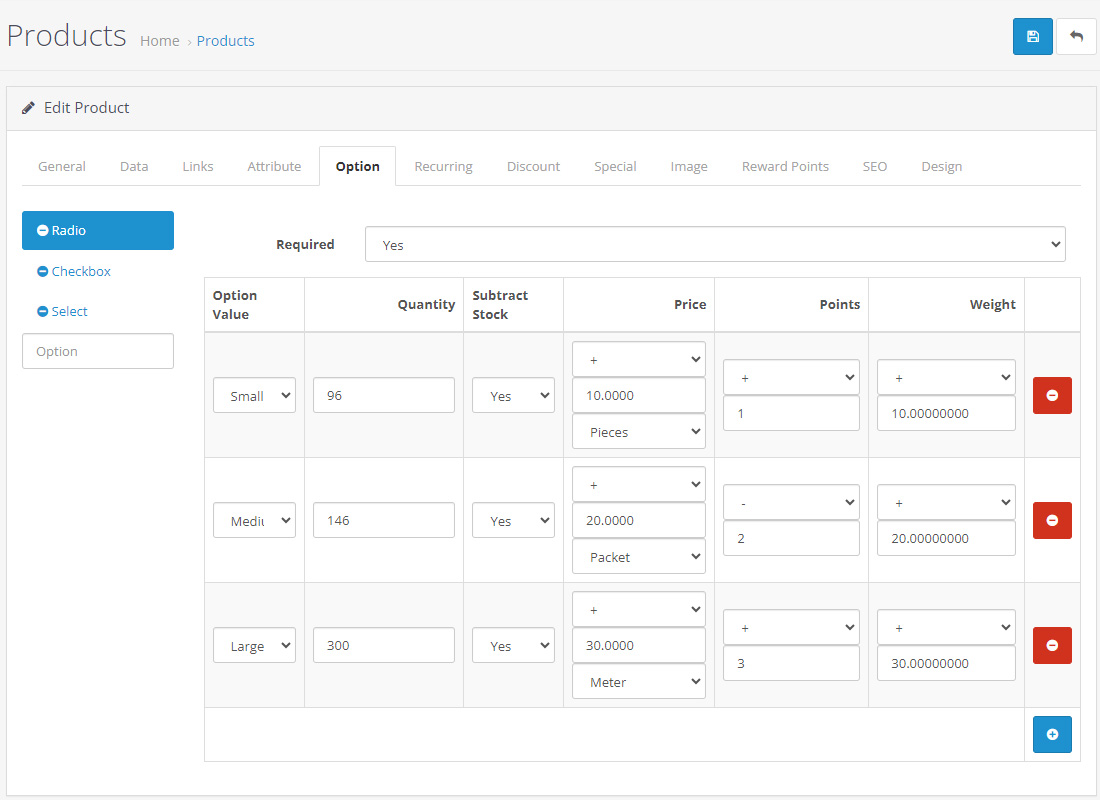 Products Home › Products
Edit Product
General Data Links Attribute Option Recurring Discount Special Image Reward Points SEO Design
Radio
Checkbox
Select
Option
Required Yes
Option Value Quantity Subtract Stock Price Points Weight
Small 96 Yes + 10.0000 Pieces + 1 + 10.00000000
Mediu 146 Yes + 20.0000 Packet - 2 + 20.00000000
Large 300 Yes + 30.0000 Meter + 3 + 30.00000000